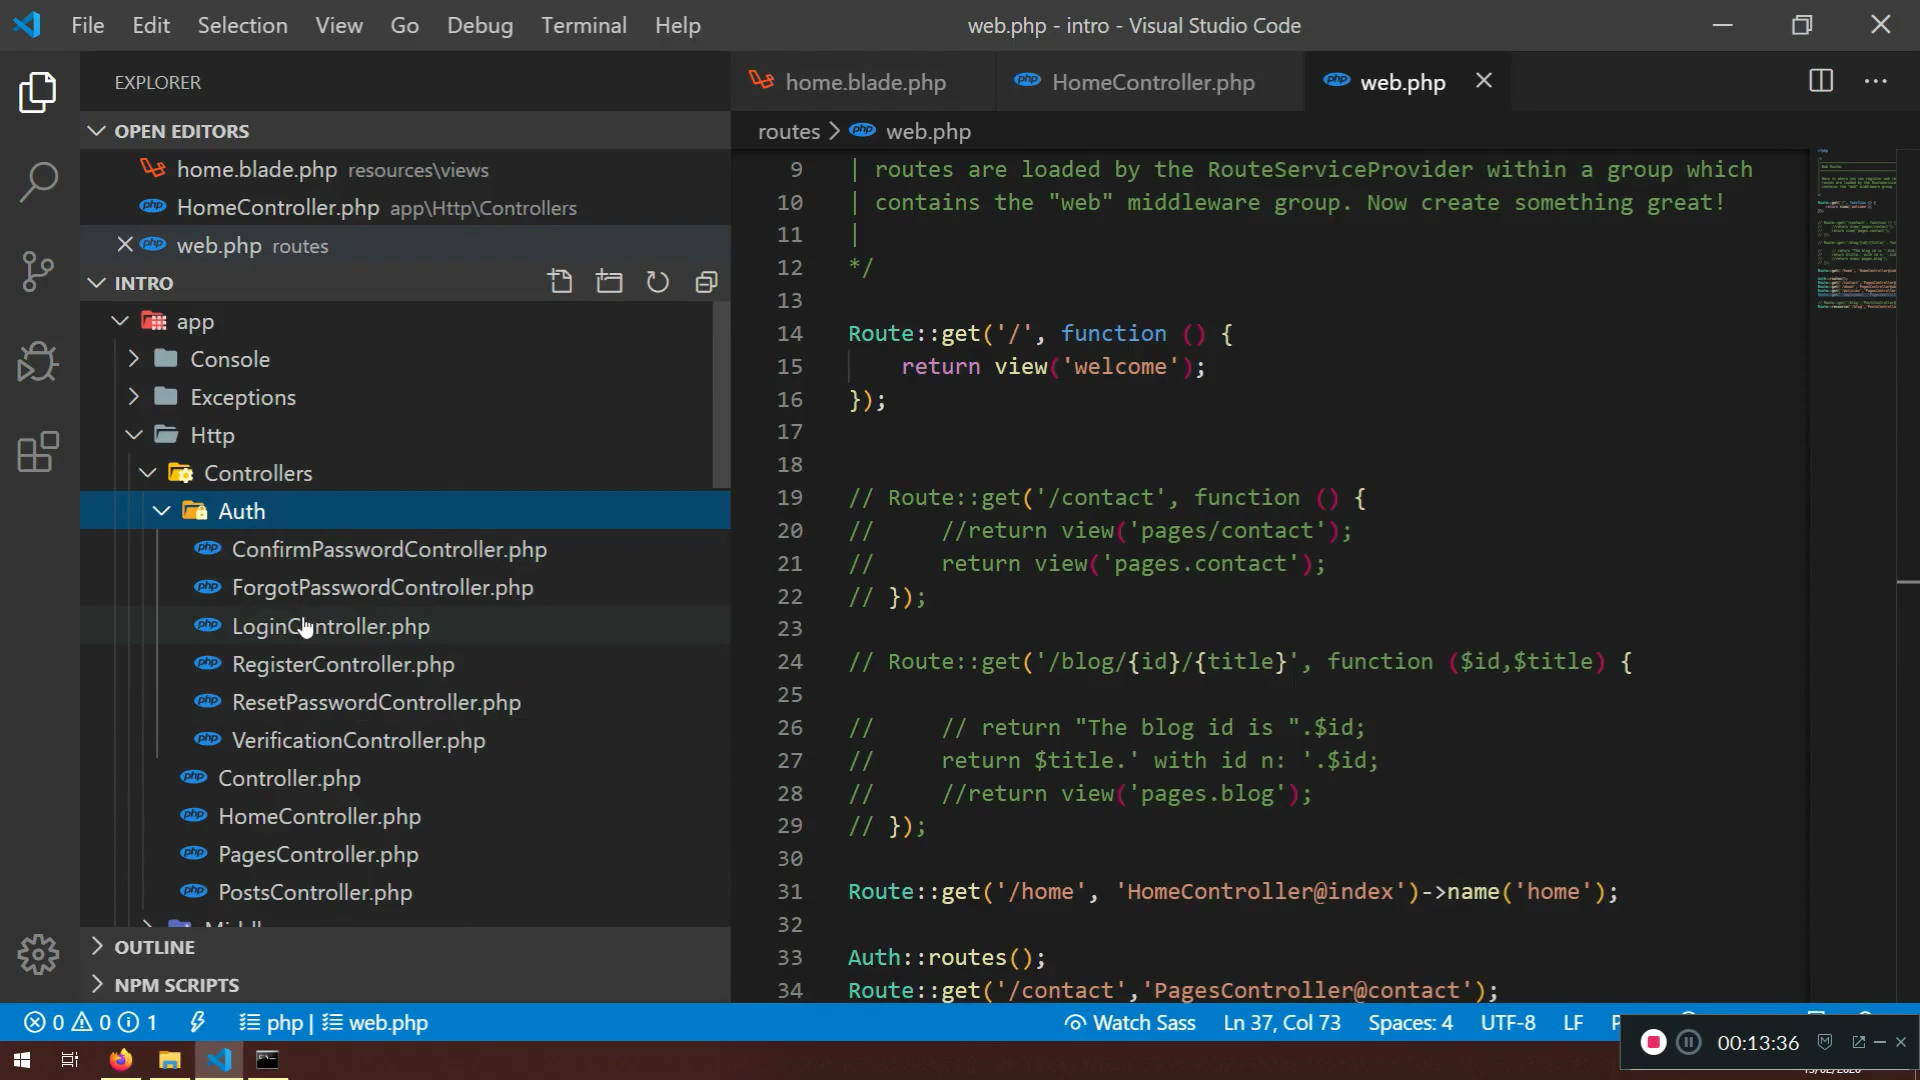 File Edit Selection View Go Debug Terminal Help
web.php - intro - Visual Studio Code
EXPLORER
OPEN EDITORS
home.blade.php resources\views
HomeController.php app\Http\Controllers
web.php routes
INTRO
app
Console
Exceptions
Http
Controllers
Auth
ConfirmPasswordController.php
ForgotPasswordController.php
LoginController.php
RegisterController.php
ResetPasswordController.php
VerificationController.php
Controller.php
HomeController.php
PagesController.php
PostsController.php
OUTLINE
NPM SCRIPTS
home.blade.php
php HomeController.php
php web.php
routes > php web.php
9 | routes are loaded by the RouteServiceProvider within a group which
10 | contains the "web" middleware group. Now create something great!
11 |
12 */
13
14 Route::get('/', function () {
15 return view('welcome');
16 });
17
18
19 // Route::get('/contact', function () {
20 // //return view('pages/contact');
21 // return view('pages.contact');
22 // });
23
24 // Route::get('/blog/{id}/{title}', function ($id,$title) {
25
26 // // return "The blog id is ".$id;
27 // return $title.' with id n: '.$id;
28 // //return view('pages.blog');
29 // });
30
31 Route::get('/home', 'HomeController@index')->name('home');
32
33 Auth::routes();
34 Route::get('/contact','PagesController@contact');
0 0 1 php | web.php Watch Sass Ln 37, Col 73 Spaces: 4 UTF-8 LF
00:13:36